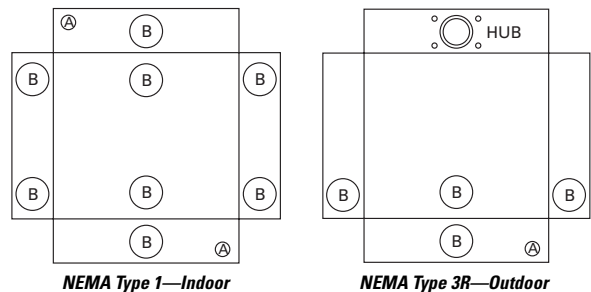 A B
B B B
B B B
B A
NEMA Type 1—Indoor
HUB
B B B
B A
NEMA Type 3R—Outdoor